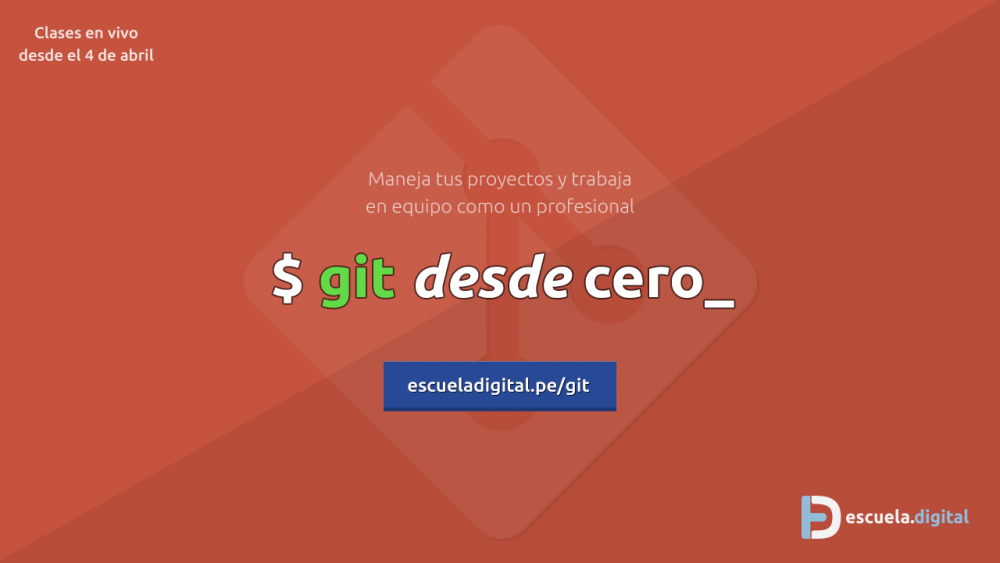 Clases en vivo
desde el 4 de abril
Maneja tus proyectos y trabaja
en equipo como un profesional
$ git desde cero_
escueladigital.pe/git
escuela.digital